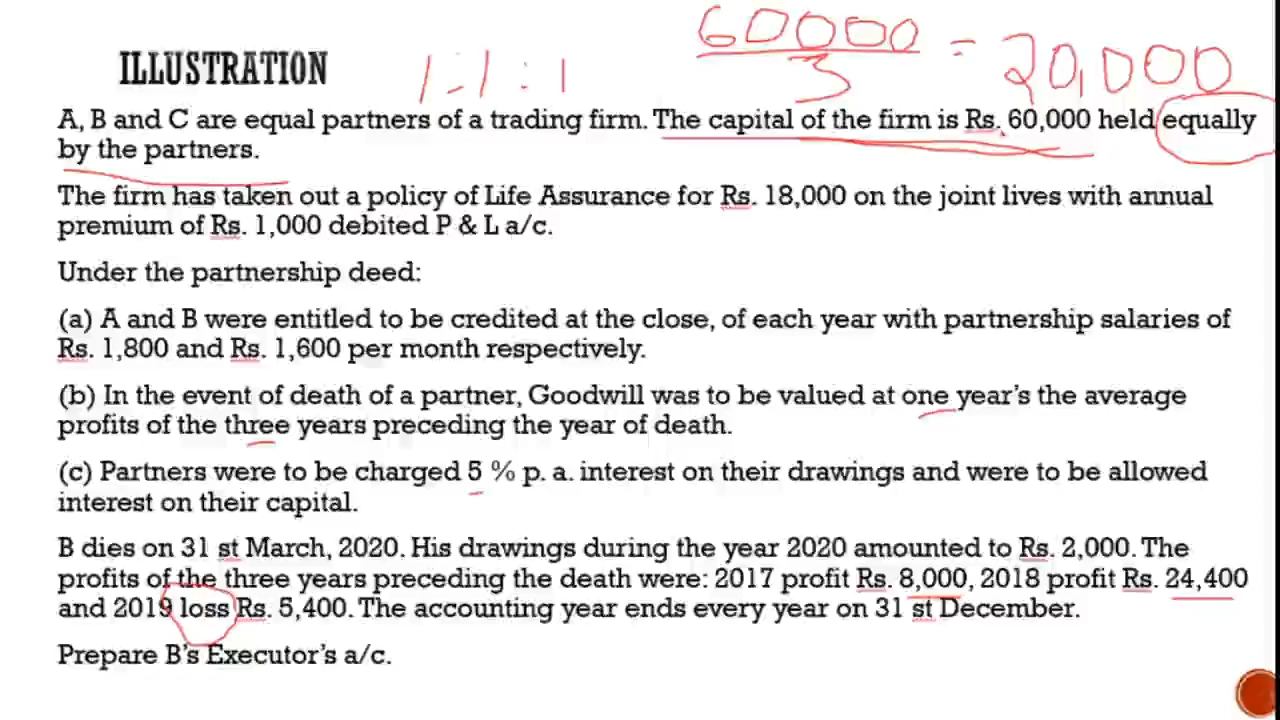 60000
3
= 20,000
ILLUSTRATION
1:1:1
A, B and C are equal partners of a trading firm. The capital of the firm is Rs. 60,000 held equally
by the partners.
The firm has taken out a policy of Life Assurance for Rs. 18,000 on the joint lives with annual
premium of Rs. 1,000 debited P & L a/c.
Under the partnership deed:
(a) A and B were entitled to be credited at the close, of each year with partnership salaries of
Rs. 1,800 and Rs. 1,600 per month respectively.
(b) In the event of death of a partner, Goodwill was to be valued at one year's the average
profits of the three years preceding the year of death.
(c) Partners were to be charged 5 % p. a. interest on their drawings and were to be allowed
interest on their capital.
B dies on 31 st March, 2020. His drawings during the year 2020 amounted to Rs. 2,000. The
profits of the three years preceding the death were: 2017 profit Rs. 8,000, 2018 profit Rs. 24,400
and 2019 loss Rs. 5,400. The accounting year ends every year on 31 st December.
Prepare B's Executor's a/c.